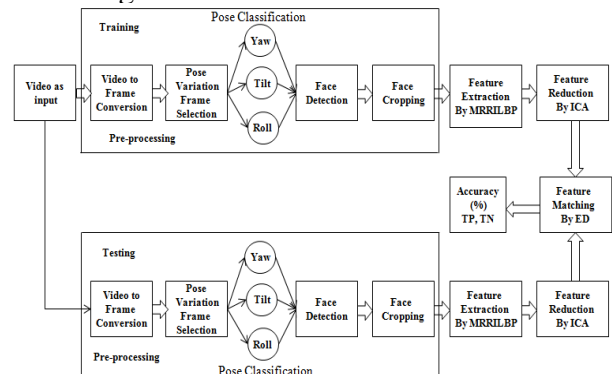 Pose Classification
Training
Yaw
Tilt
Roll
Video as
input
Video to
Frame
Conversion
Pose
Variation
Frame
Selection
Face
Detection
Face
Cropping
Feature
Extraction
By MRRILBP
Feature
Reduction
By ICA
Pre-processing
Accuracy
(%)
TP, TN
Feature
Matching
By ED
Testing
Yaw
Tilt
Roll
Video to
Frame
Conversion
Pose
Variation
Frame
Selection
Face
Detection
Face
Cropping
Feature
Extraction
By MRRILBP
Feature
Reduction
By ICA
Pre-processing
Pose Classification